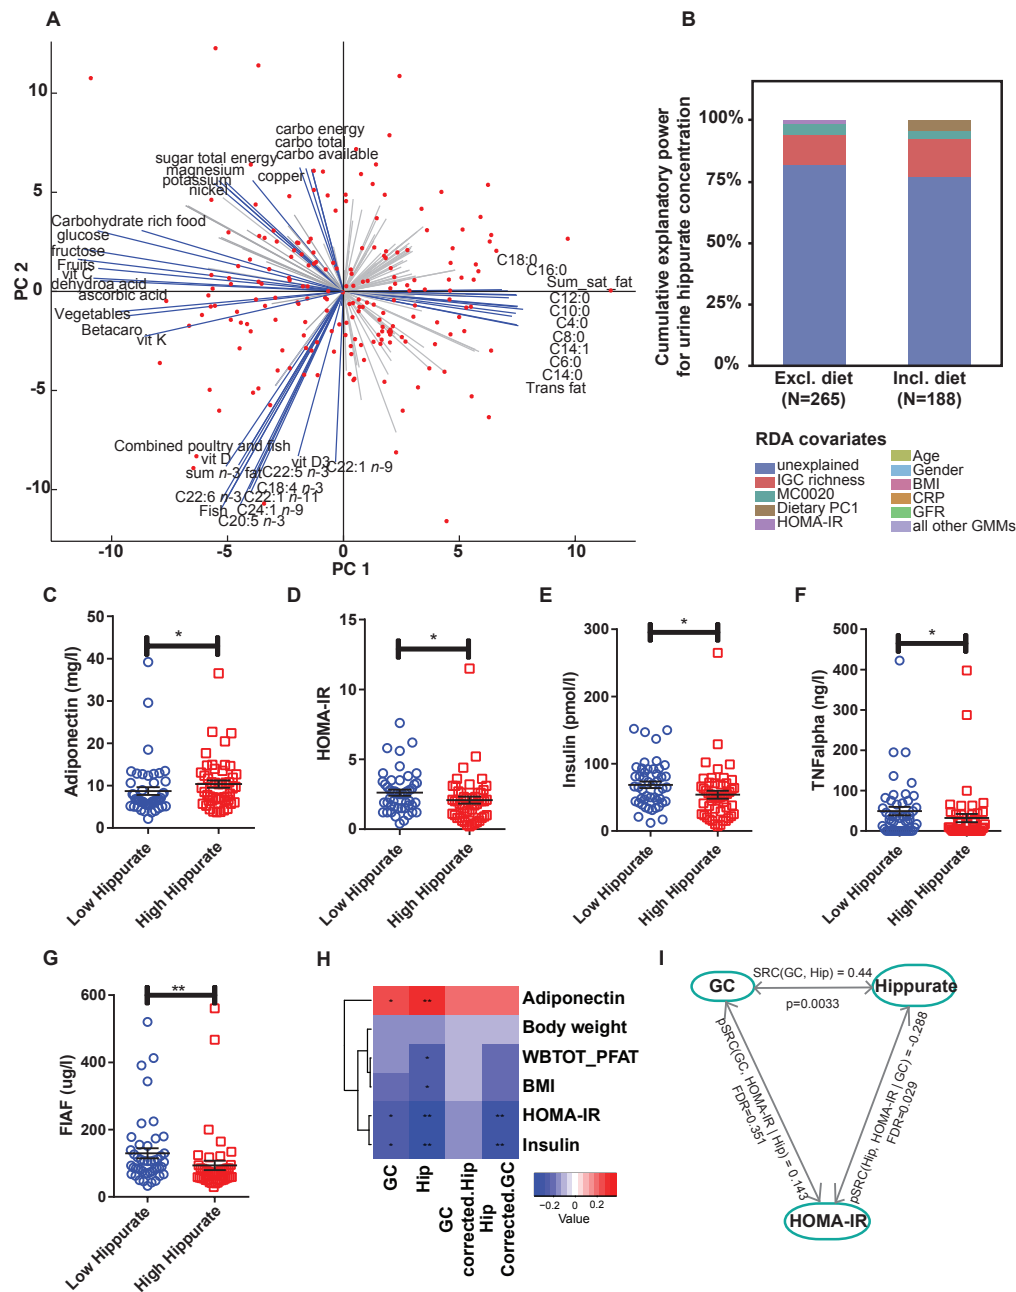 A
B
10
5
0
-5
-10
-10
-5
0
5
10
PC 2
PC 1
carbo energy
carbo total
carbo available
sugar total energy
magnesium
potassium
copper
nickel
Carbohydrate rich food
glucose
fructose
Fruits
vit C
dehydroa acid
ascorbic acid
Vegetables
Betacaro
vit K
C18:0
C16:0
Sum_sat_fat
C12:0
C10:0
C4:0
C8:0
C14:1
C6:0
C14:0
Trans fat
Combined poultry and fish
vit D
vit D3
C22:1 n-9
sum n-3 fat
C22:5 n-3
C18:4 n-3
C22:6 n-3
C22:1 n-11
Fish
C24:1 n-9
C20:5 n-3
Cumulative explanatory power
for urine hippurate concentration
100%
75%
50%
25%
0%
Excl. diet
(N=265)
Incl. diet
(N=188)
RDA covariates
unexplained
IGC richness
MC0020
Dietary PC1
HOMA-IR
Age
Gender
BMI
CRP
GFR
all other GMMs
C
Adiponectin (mg/l)
50
40
30
20
10
0
*
Low Hippurate
High Hippurate
D
HOMA-IR
15
10
5
0
*
Low Hippurate
High Hippurate
E
Insulin (pmol/l)
300
200
100
0
*
Low Hippurate
High Hippurate
F
TNFalpha (ng/l)
500
400
300
200
100
0
*
Low Hippurate
High Hippurate
G
FIAF (ug/l)
600
400
200
0
**
Low Hippurate
High Hippurate
H
Adiponectin
Body weight
WBTOT_PFAT
BMI
HOMA-IR
Insulin
GC
Hip
GC
corrected.Hip
Hip
Corrected.GC
−0.2
0
0.2
Value
I
GC
Hippurate
HOMA-IR
SRC(GC, Hip) = 0.44
p=0.0033
pSRC(GC, HOMA-IR | Hip) = 0.143
FDR=0.351
pSRC(Hip, HOMA-IR | GC) = -0.288
FDR=0.029